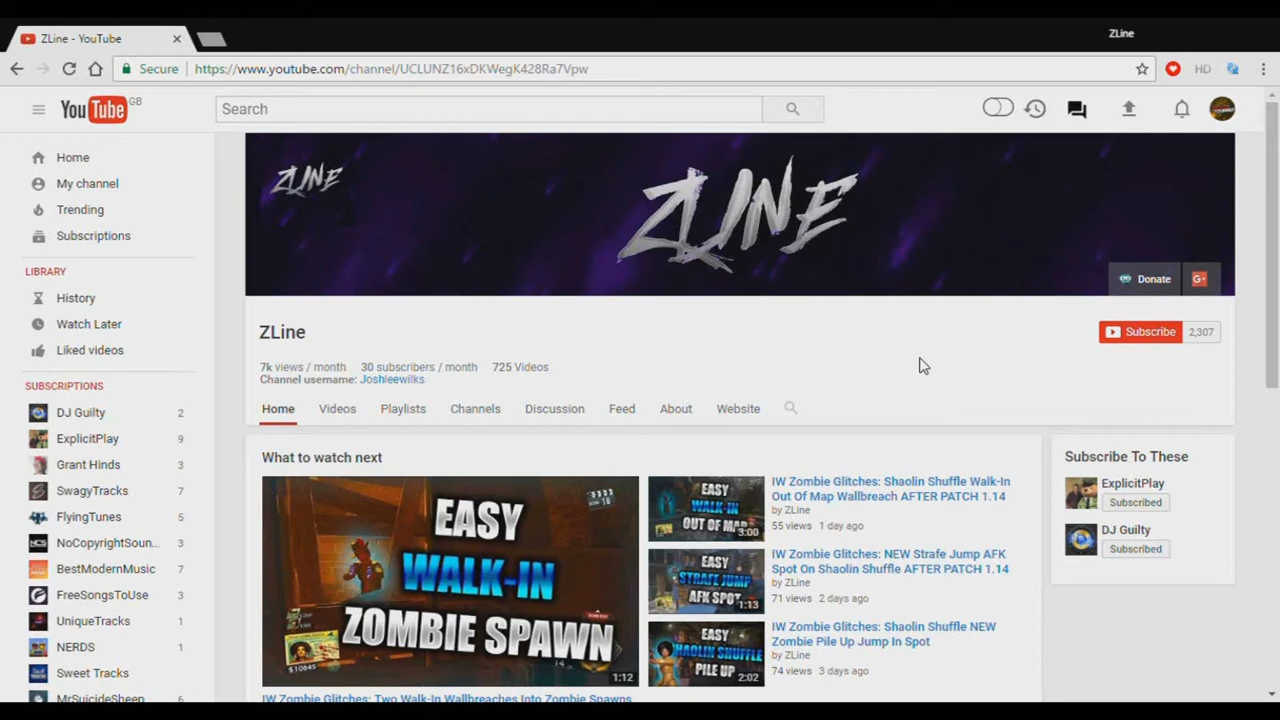 ZLine - YouTube
ZLine
Secure https://www.youtube.com/channel/UCLUNZ16xDKWegK428Ra7Vpw
HD
YouTube GB
Search
Home
My channel
Trending
Subscriptions
LIBRARY
History
Watch Later
Liked videos
SUBSCRIPTIONS
DJ Guilty 2
ExplicitPlay 9
Grant Hinds 3
SwagyTracks 7
FlyingTunes 5
NoCopyrightSoun... 3
BestModernMusic 7
FreeSongsToUse 3
UniqueTracks 1
NERDS 1
Sweet Tracks
MrSuicideSheep 6
ZLINE
ZLINE
Donate
G+
ZLine
Subscribe 2,307
7k views / month 30 subscribers / month 725 Videos
Channel username: Joshleewilks
Home Videos Playlists Channels Discussion Feed About Website
What to watch next
EASY
WALK-IN
ZOMBIE SPAWN
$10845
1:12
IW Zombie Glitches: Two Walk-In Wallbreaches Into Zombie Spawns
EASY
WALK-IN
OUT OF MAP
3:00
IW Zombie Glitches: Shaolin Shuffle Walk-In
Out Of Map Wallbreach AFTER PATCH 1.14
by ZLine
55 views 1 day ago
EASY
STRAFE JUMP
AFK SPOT
1:13
IW Zombie Glitches: NEW Strafe Jump AFK
Spot On Shaolin Shuffle AFTER PATCH 1.14
by ZLine
71 views 2 days ago
EASY
SHAOLIN SHUFFLE
PILE UP
2:02
IW Zombie Glitches: Shaolin Shuffle NEW
Zombie Pile Up Jump In Spot
by ZLine
74 views 3 days ago
Subscribe To These
ExplicitPlay
Subscribed
DJ Guilty
Subscribed